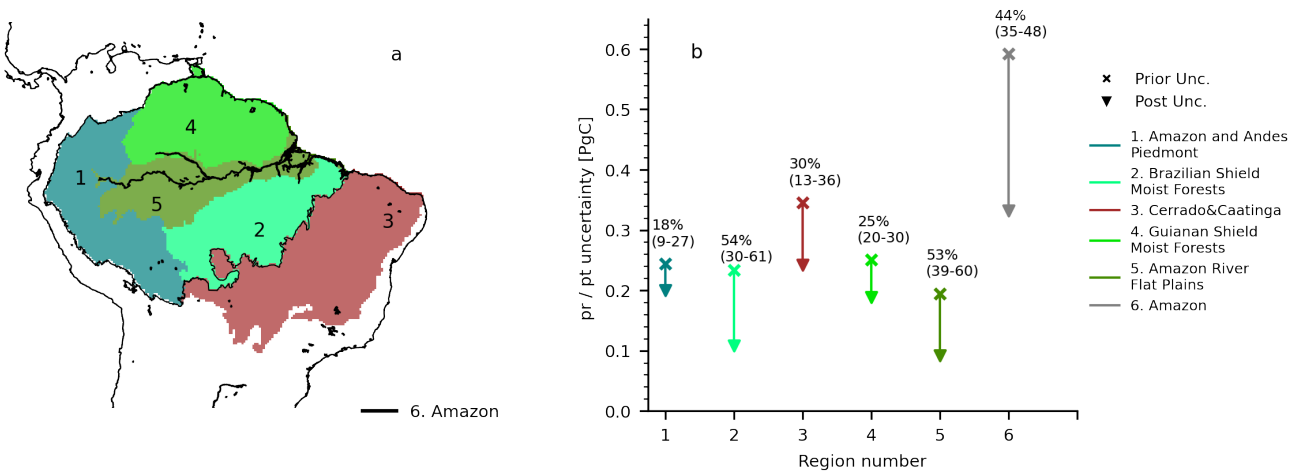 a
4
1
5
2
3
6. Amazon
b
pr / pt uncertainty [PgC]
0.6
0.5
0.4
0.3
0.2
0.1
0.0
18%
(9-27)
54%
(30-61)
30%
(13-36)
25%
(20-30)
53%
(39-60)
44%
(35-48)
1
2
3
4
5
6
Region number
Prior Unc.
Post Unc.
1. Amazon and Andes
Piedmont
2. Brazilian Shield
Moist Forests
3. Cerrado&Caatinga
4. Guianan Shield
Moist Forests
5. Amazon River
Flat Plains
6. Amazon